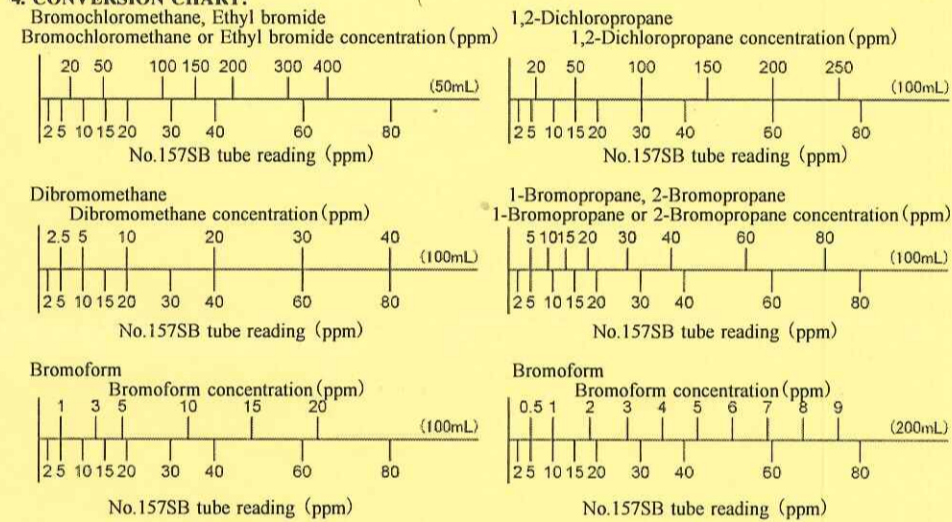 4. CONVERSION CHART:
Bromochloromethane, Ethyl bromide
Bromochloromethane or Ethyl bromide concentration(ppm)
20 50 100 150 200 300 400
(50mL)
2 5 10 15 20 30 40 60 80
No.157SB tube reading (ppm)
1,2-Dichloropropane
1,2-Dichloropropane concentration(ppm)
20 50 100 150 200 250
(100mL)
2 5 10 15 20 30 40 60 80
No.157SB tube reading (ppm)
Dibromomethane
Dibromomethane concentration(ppm)
2.5 5 10 20 30 40
(100mL)
2 5 10 15 20 30 40 60 80
No.157SB tube reading (ppm)
1-Bromopropane, 2-Bromopropane
1-Bromopropane or 2-Bromopropane concentration(ppm)
5 10 15 20 30 40 60 80
(100mL)
2 5 10 15 20 30 40 60 80
No.157SB tube reading (ppm)
Bromoform
Bromoform concentration(ppm)
1 3 5 10 15 20
(100mL)
2 5 10 15 20 30 40 60 80
No.157SB tube reading (ppm)
Bromoform
Bromoform concentration(ppm)
0.5 1 2 3 4 5 6 7 8 9
(200mL)
2 5 10 15 20 30 40 60 80
No.157SB tube reading (ppm)